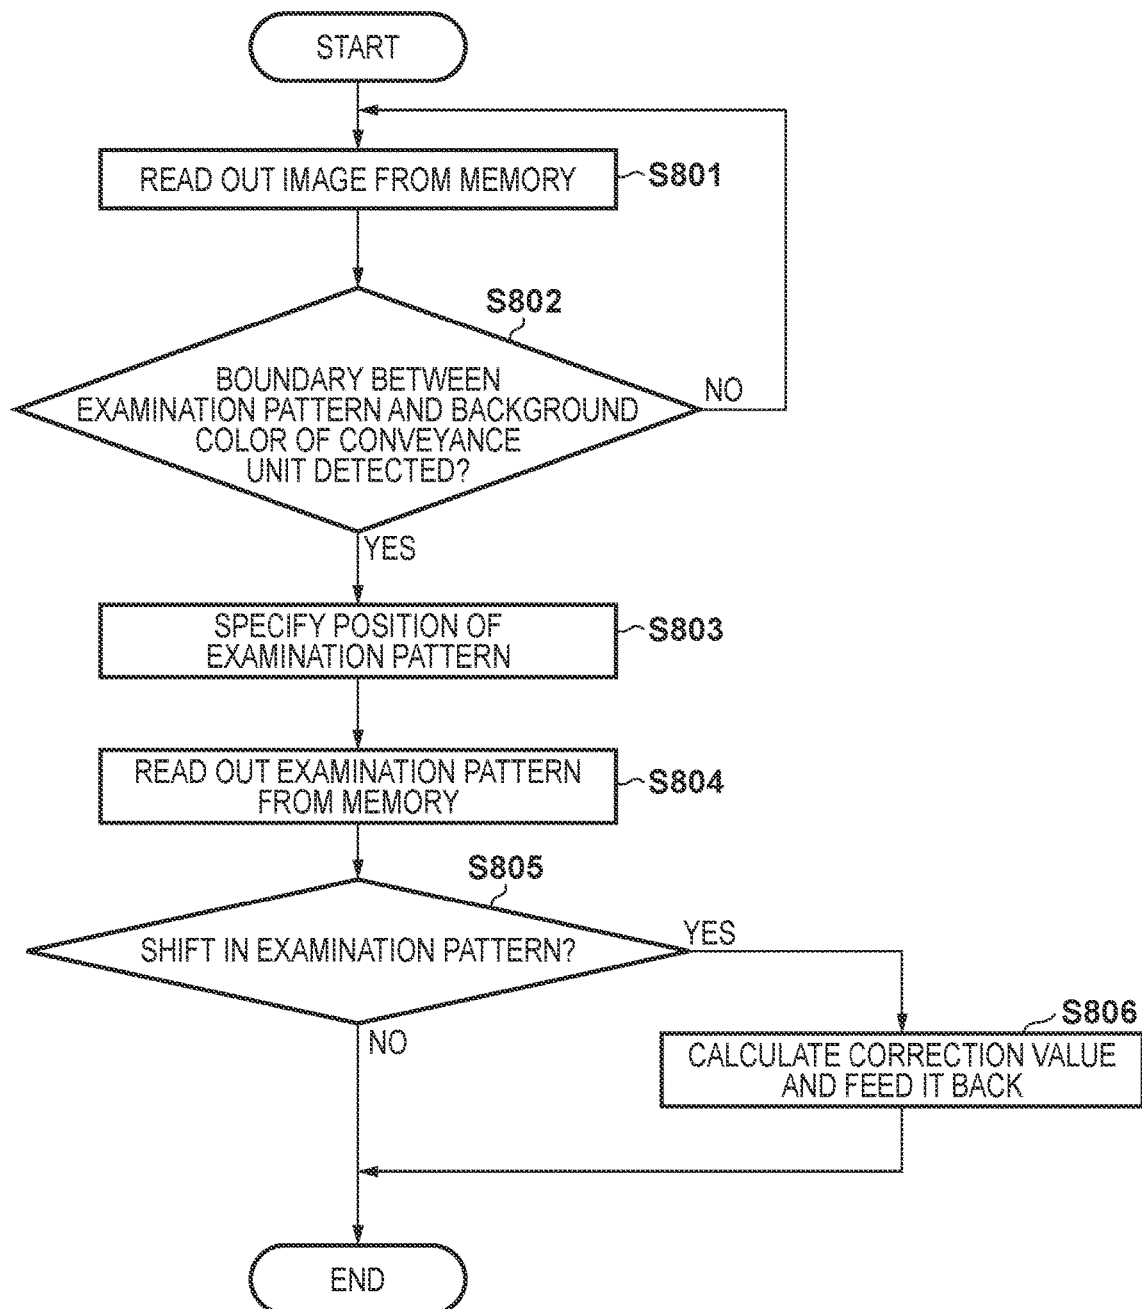 START
READ OUT IMAGE FROM MEMORY
S801
S802
BOUNDARY BETWEEN
EXAMINATION PATTERN AND BACKGROUND
COLOR OF CONVEYANCE
UNIT DETECTED?
NO
YES
SPECIFY POSITION OF
EXAMINATION PATTERN
S803
READ OUT EXAMINATION PATTERN
FROM MEMORY
S804
S805
SHIFT IN EXAMINATION PATTERN?
YES
NO
S806
CALCULATE CORRECTION VALUE
AND FEED IT BACK
END